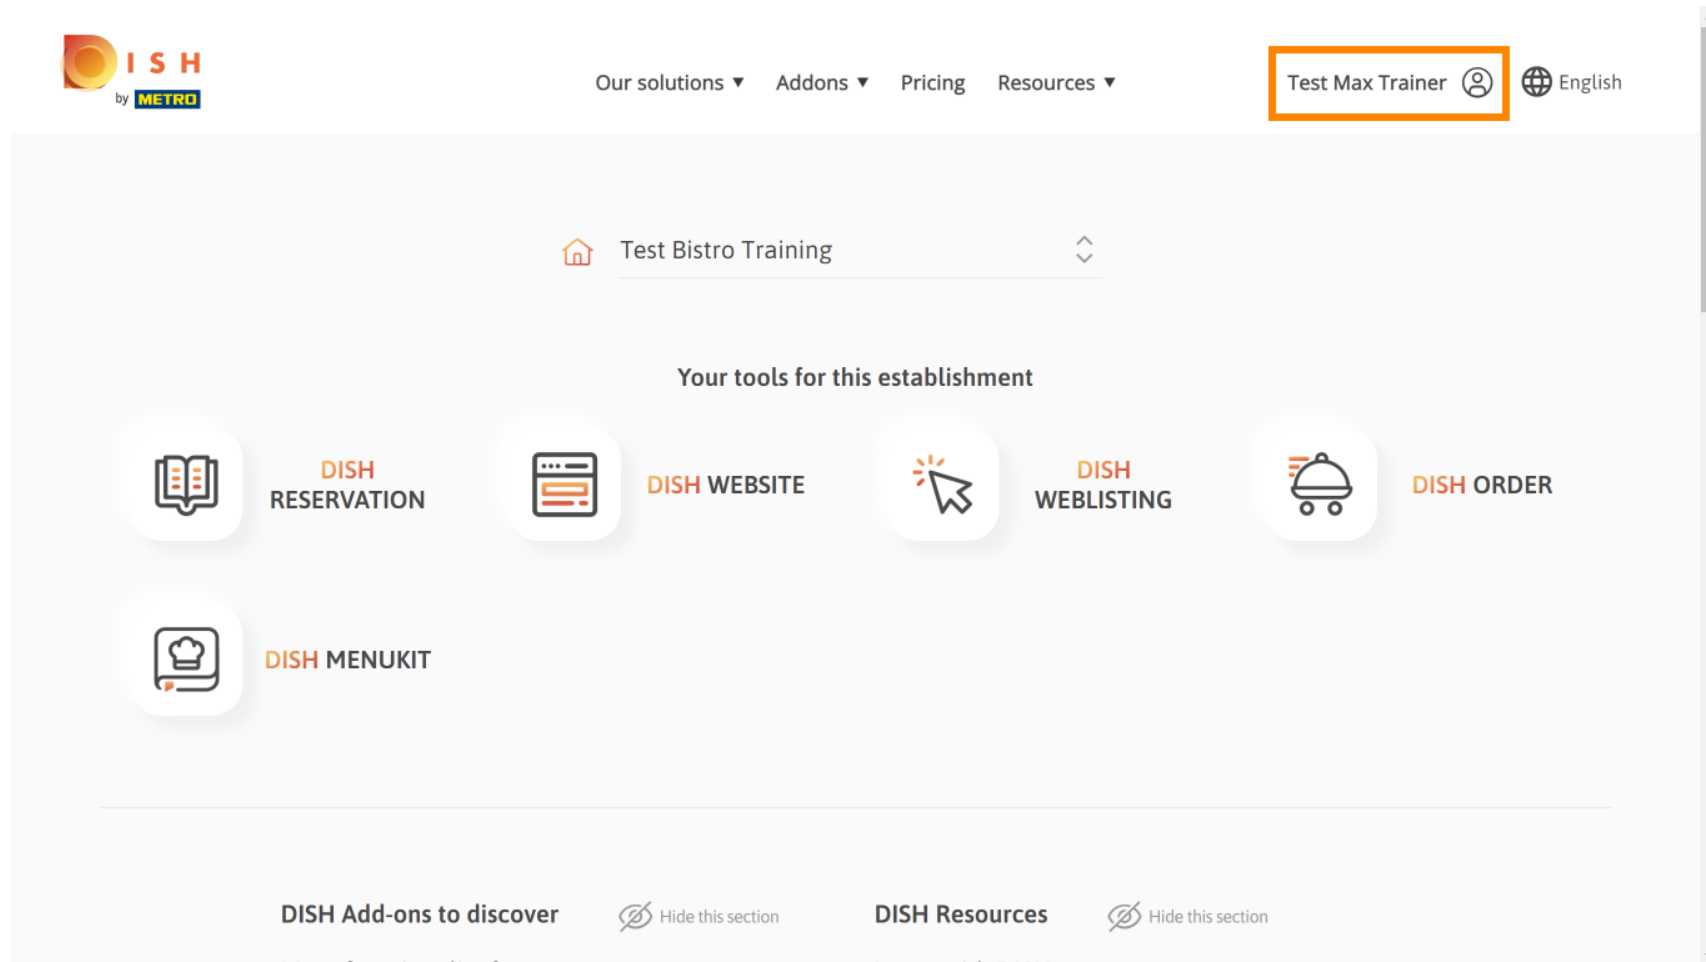 DISH
by METRO
Our solutions ▼ Addons ▼ Pricing Resources ▼ Test Max Trainer English
Test Bistro Training
Your tools for this establishment
DISH
RESERVATION
DISH WEBSITE
DISH
WEBLISTING
DISH ORDER
DISH MENUKIT
DISH Add-ons to discover Hide this section
DISH Resources Hide this section